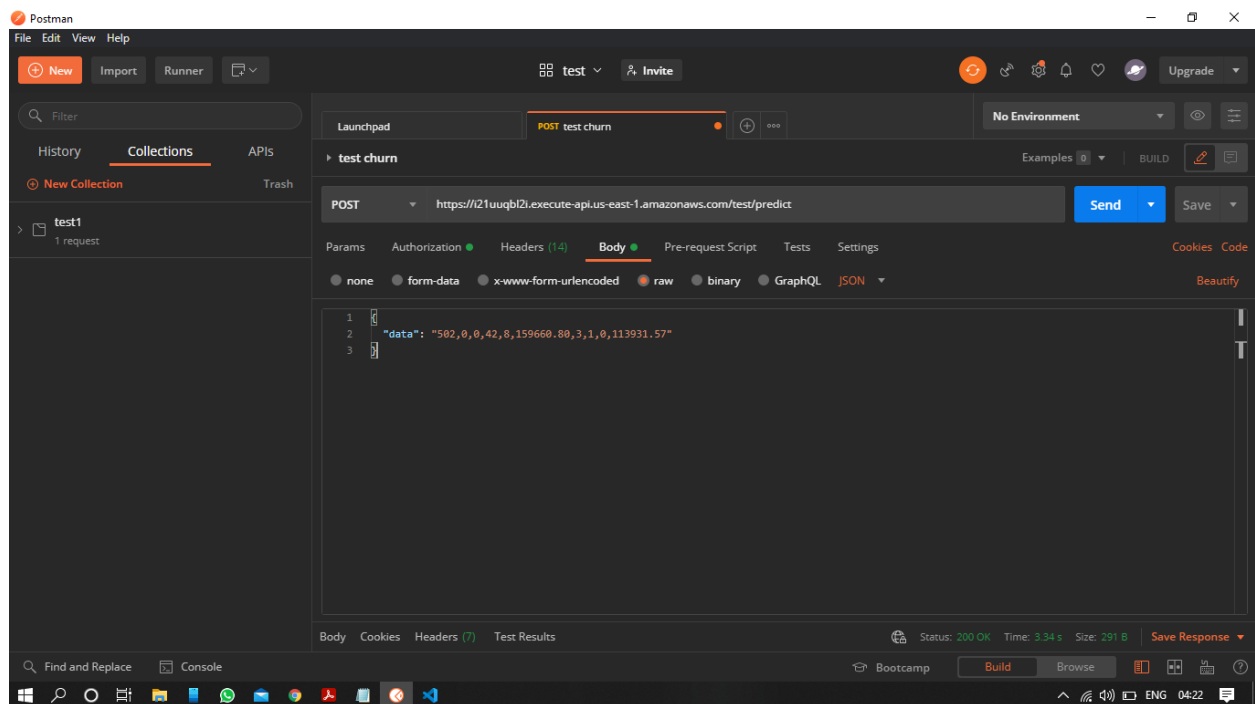 Postman
File Edit View Help
New Import Runner test Invite Upgrade
Filter
History Collections APIs
New Collection Trash
test1
1 request
Launchpad POST test churn No Environment
test churn Examples 0 BUILD
POST https://i21uuqbl2i.execute-api.us-east-1.amazonaws.com/test/predict Send Save
Params Authorization Headers (14) Body Pre-request Script Tests Settings Cookies Code
none form-data x-www-form-urlencoded raw binary GraphQL JSON Beautify
1 {
2 "data": "502,0,0,42,8,159660.80,3,1,0,113931.57"
3 }
Body Cookies Headers (7) Test Results Status: 200 OK Time: 3.34 s Size: 291 B Save Response
Find and Replace Console Bootcamp Build Browse
ENG 04:22